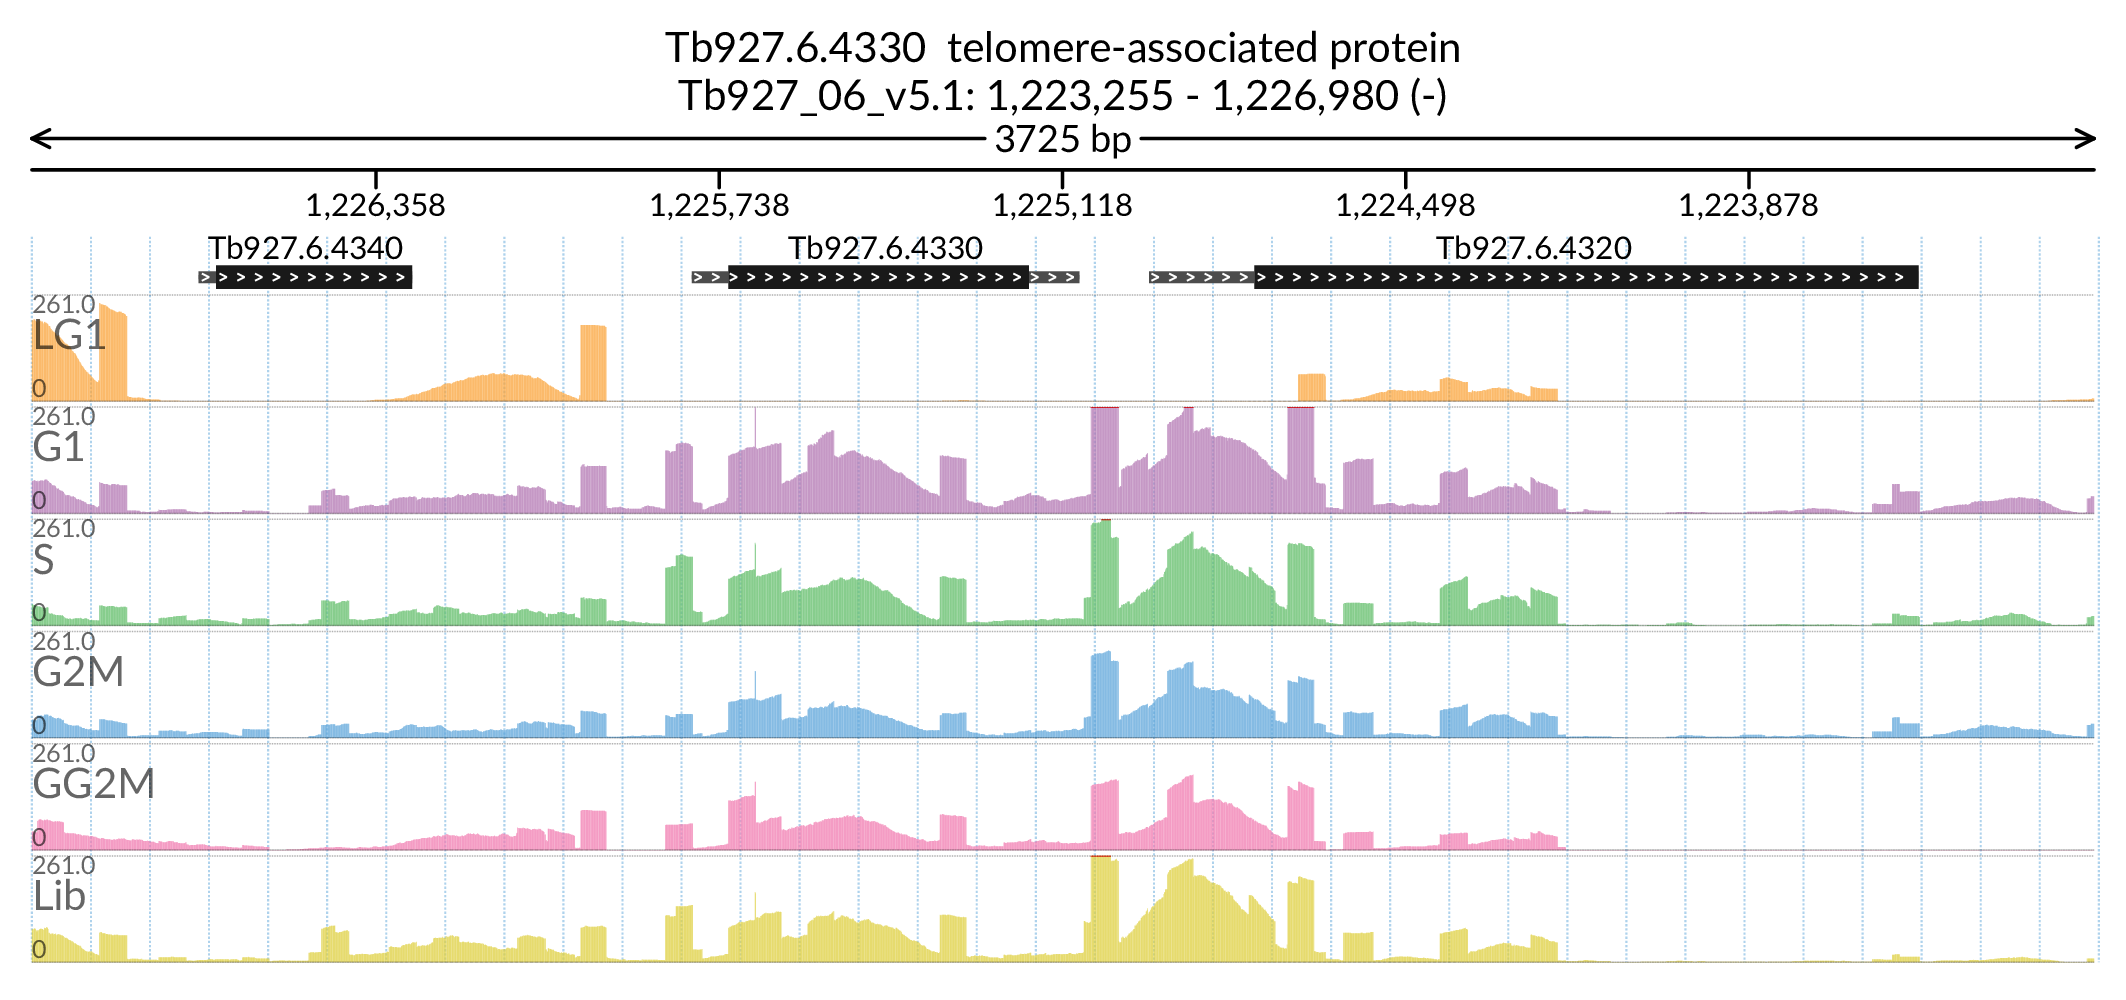 Tb927.6.4330 telomere-associated protein
Tb927_06_v5.1: 1,223,255 - 1,226,980 (-)
3725 bp
1,226,358 1,225,738 1,225,118 1,224,498 1,223,878
Tb927.6.4340 Tb927.6.4330 Tb927.6.4320
261.0
LG1
0
261.0
G1
0
261.0
S
0
261.0
G2M
0
261.0
GG2M
0
261.0
Lib
0